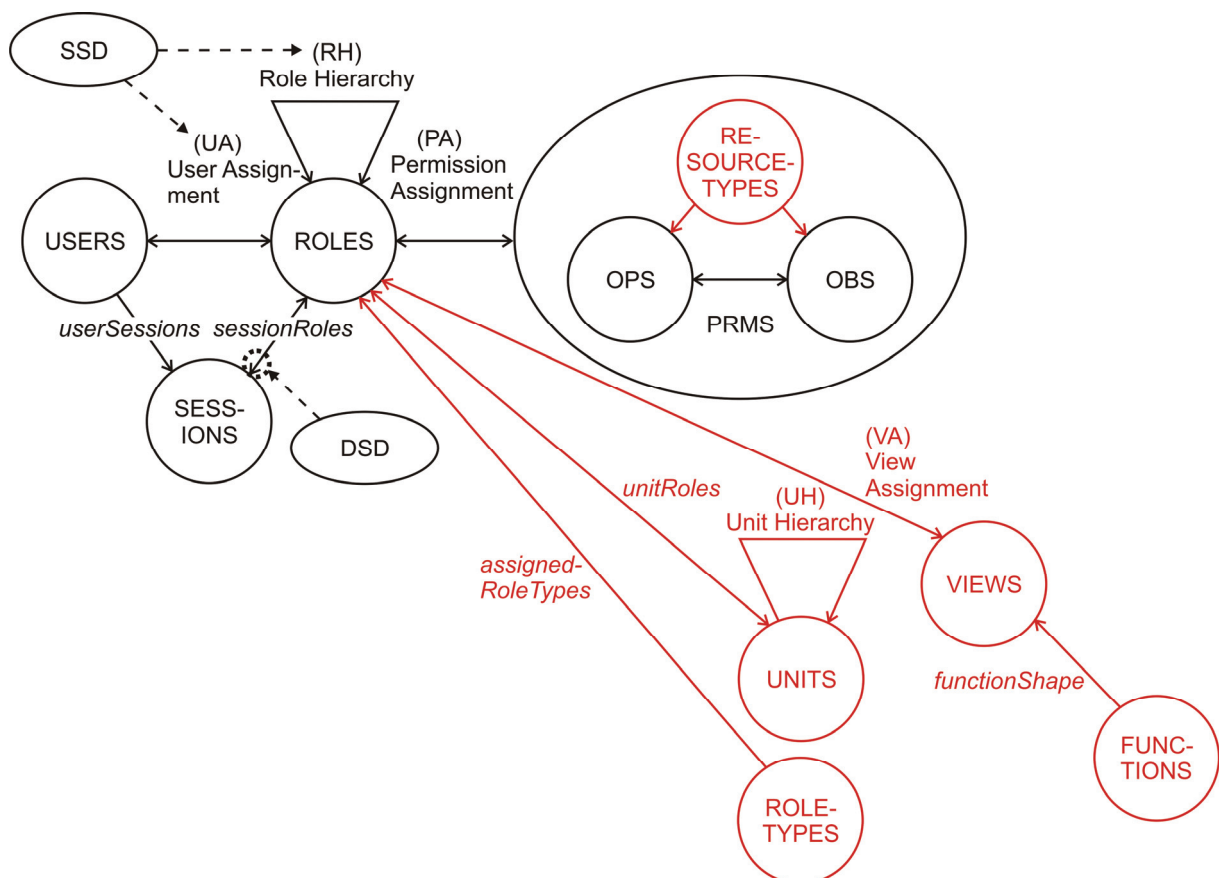 SSD
(RH)
Role Hierarchy
(UA)
User Assign-
ment
(PA)
Permission
Assignment
RE-
SOURCE-
TYPES
USERS
ROLES
OPS
OBS
PRMS
userSessions
sessionRoles
SESS-
IONS
DSD
(VA)
View
Assignment
unitRoles
(UH)
Unit Hierarchy
assigned-
RoleTypes
VIEWS
UNITS
functionShape
FUNC-
TIONS
ROLE-
TYPES